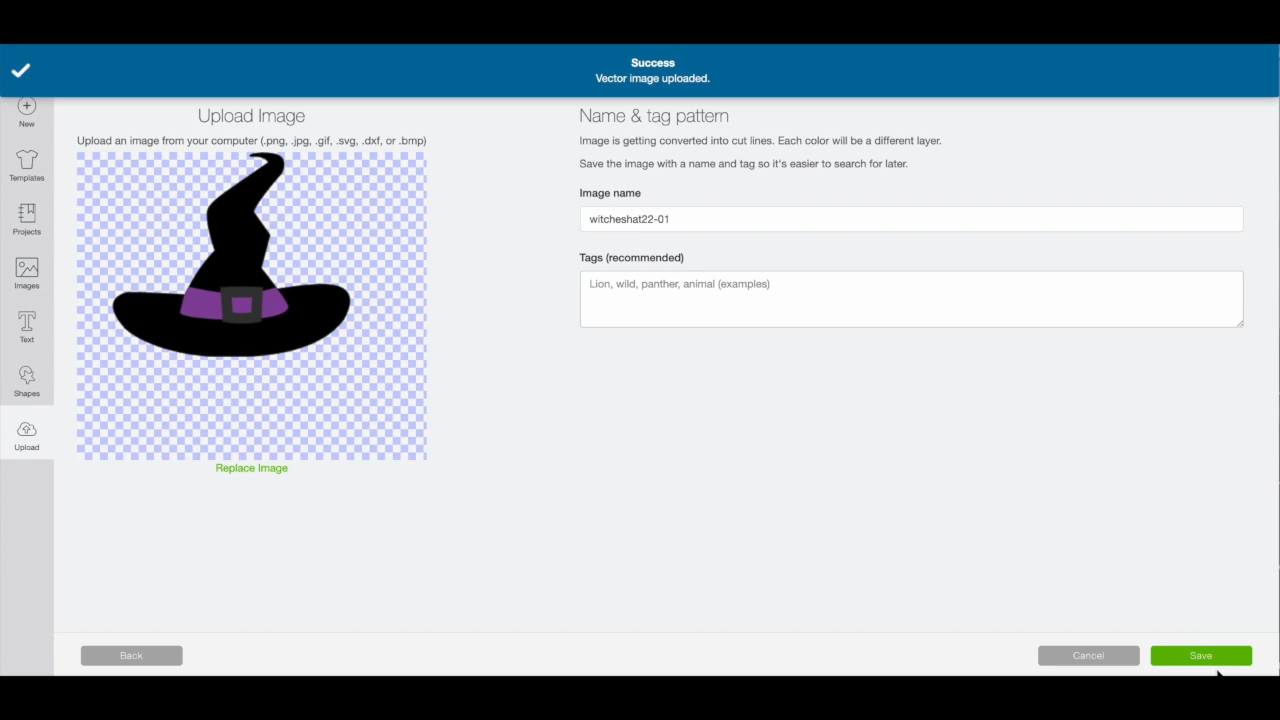 Success
Vector image uploaded.
New
Templates
Projects
Images
Text
Shapes
Upload
Upload Image
Upload an image from your computer (.png, .jpg, .gif, .svg, .dxf, or .bmp)
Replace Image
Name & tag pattern
Image is getting converted into cut lines. Each color will be a different layer.
Save the image with a name and tag so it's easier to search for later.
Image name
witcheshat22-01
Tags (recommended)
Lion, wild, panther, animal (examples)
Back
Cancel
Save